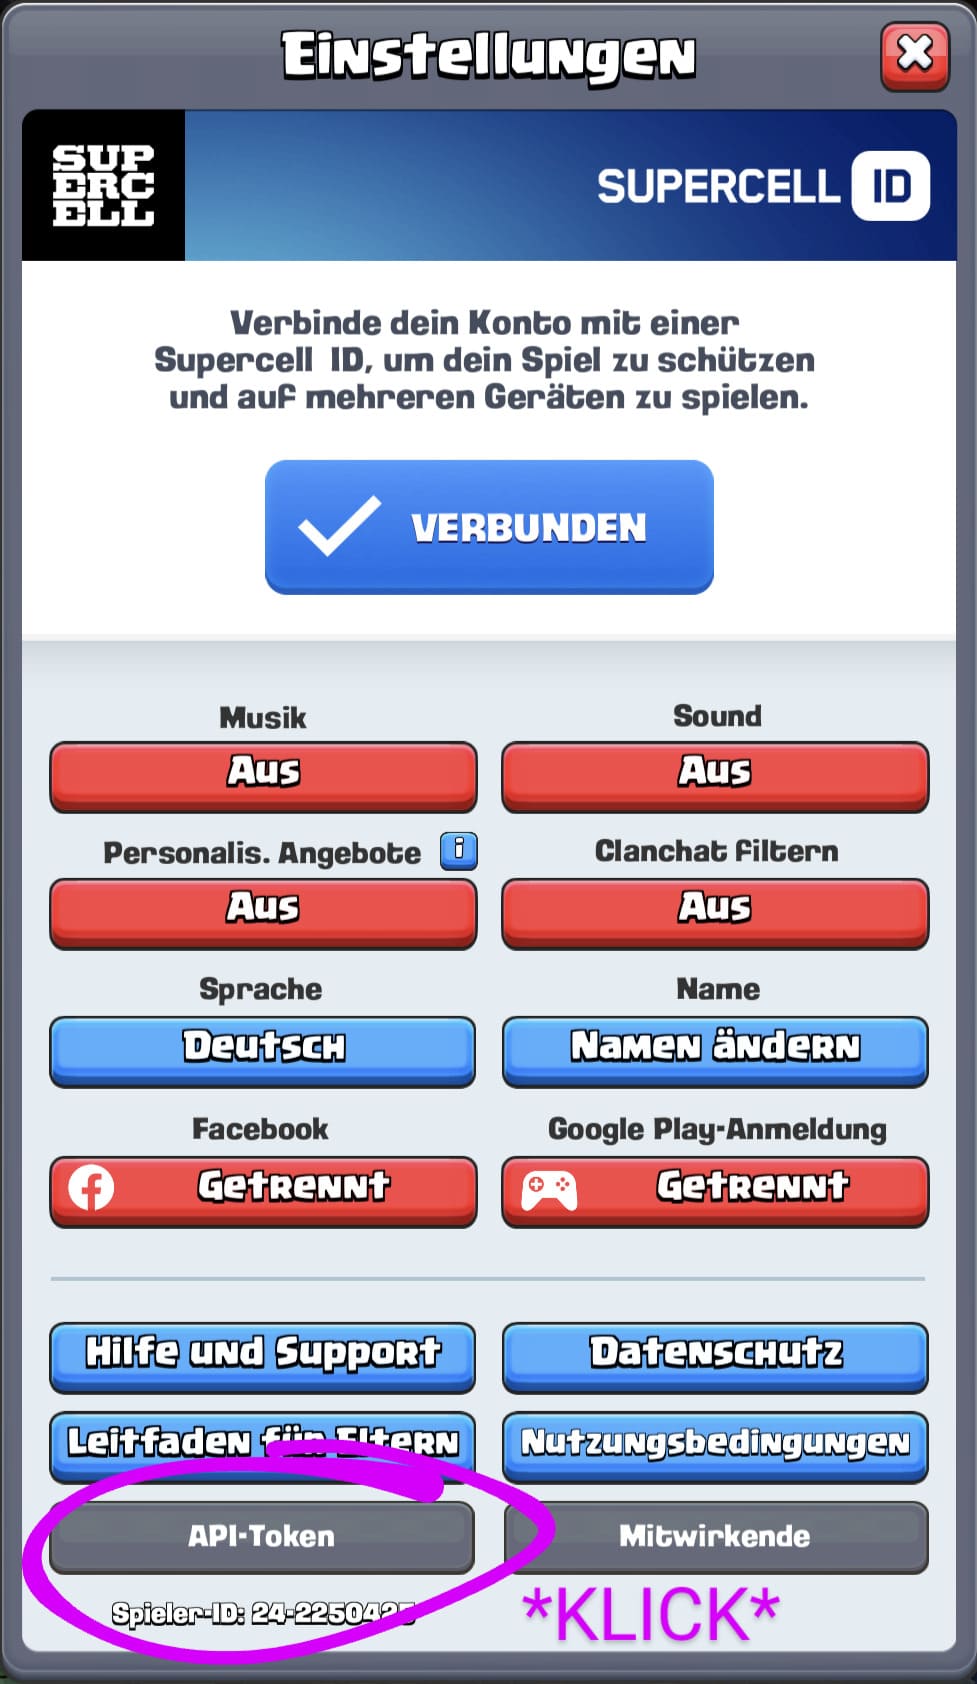 Einstellungen
SUP
ERC
ELL
SUPERCELL ID
Verbinde dein Konto mit einer
Supercell ID, um dein Spiel zu schützen
und auf mehreren Geräten zu spielen.
VERBUNDEN
Musik
Sound
Aus
Aus
Personalis. Angebote i
Clanchat filtern
Aus
Aus
Sprache
Name
Deutsch
Namen ändern
Facebook
Google Play-Anmeldung
Getrennt
Getrennt
Hilfe und Support
Datenschutz
Leitfaden für Eltern
Nutzungsbedingungen
API-Token
Mitwirkende
Spieler-ID:
*KLICK*